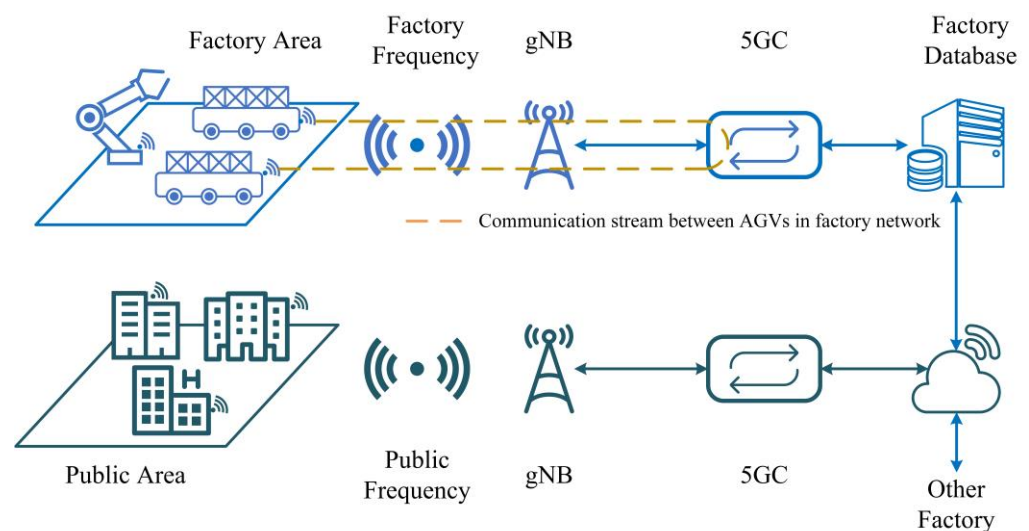 Factory Area
Factory
Frequency
gNB
5GC
Factory
Database
Communication stream between AGVs in factory network
H
Public Area
Public
Frequency
gNB
5GC
Other
Factory